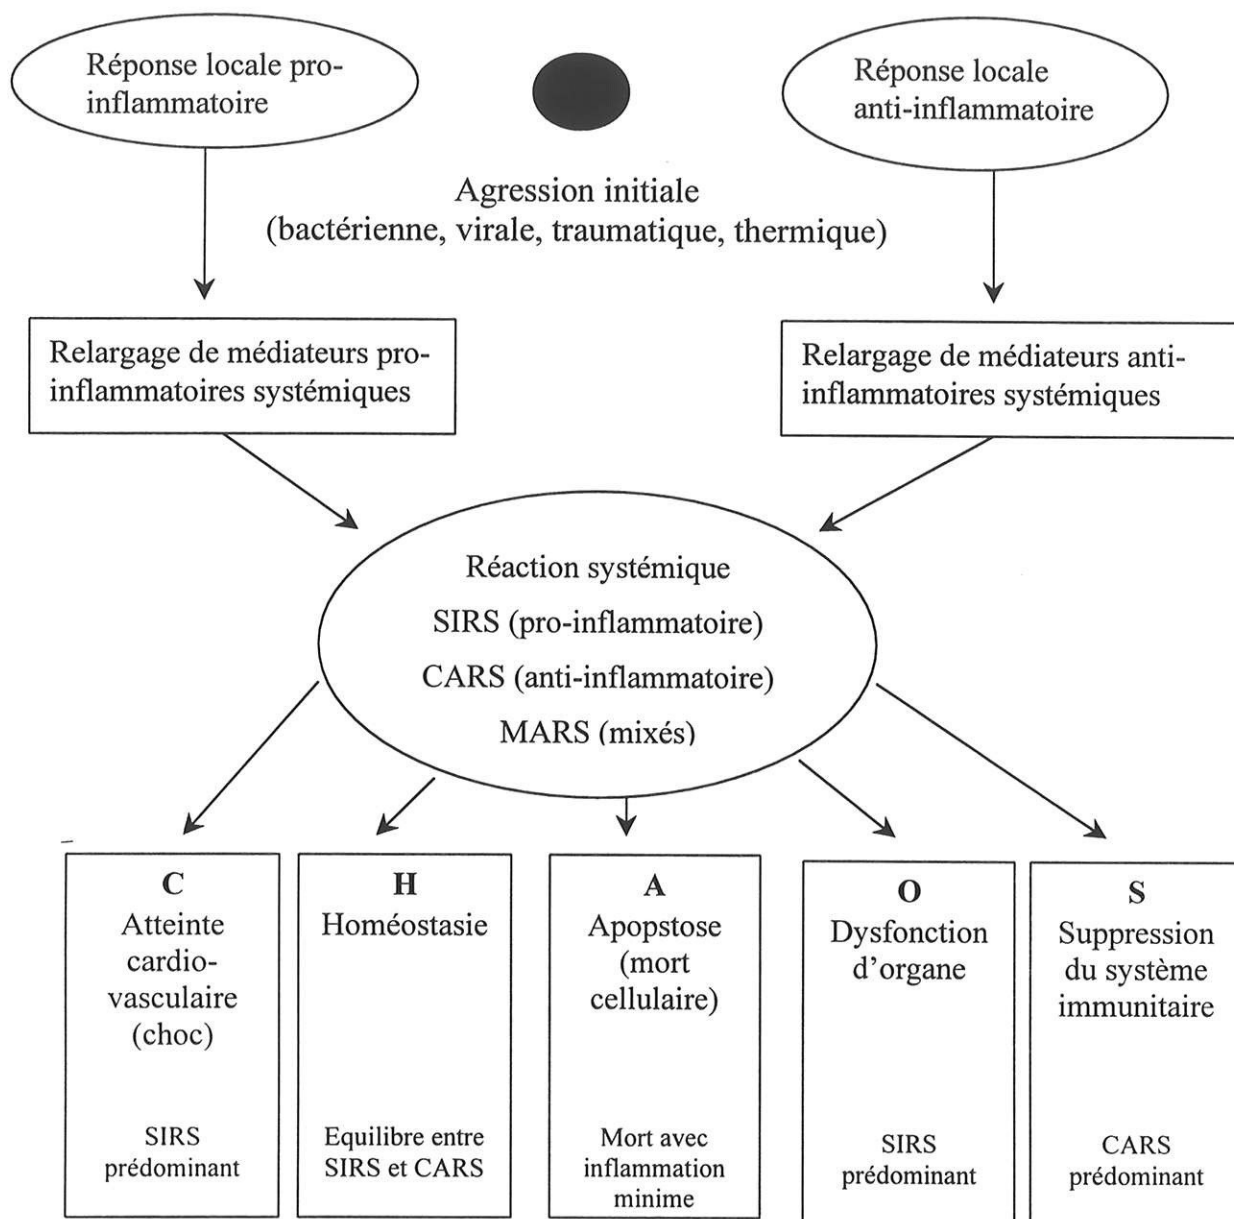 Réponse locale pro-
inflammatoire
Réponse locale
anti-inflammatoire
Agression initiale
(bactérienne, virale, traumatique, thermique)
Relargage de médiateurs pro-
inflammatoires systémiques
Relargage de médiateurs anti-
inflammatoires systémiques
Réaction systémique
SIRS (pro-inflammatoire)
CARS (anti-inflammatoire)
MARS (mixés)
C
Atteinte
cardio-
vasculaire
(choc)
SIRS
prédominant
H
Homéostasie
Equilibre entre
SIRS et CARS
A
Apopstose
(mort
cellulaire)
Mort avec
inflammation
minime
O
Dysfonction
d'organe
SIRS
prédominant
S
Suppression
du système
immunitaire
CARS
prédominant